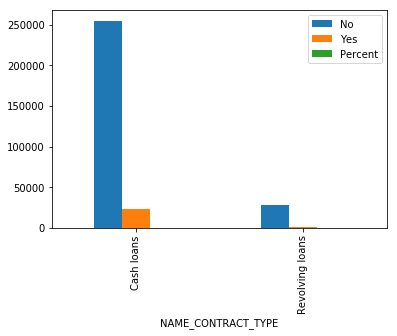 250000
200000
150000
100000
50000
0
No
Yes
Percent
Cash loans
Revolving loans
NAME_CONTRACT_TYPE